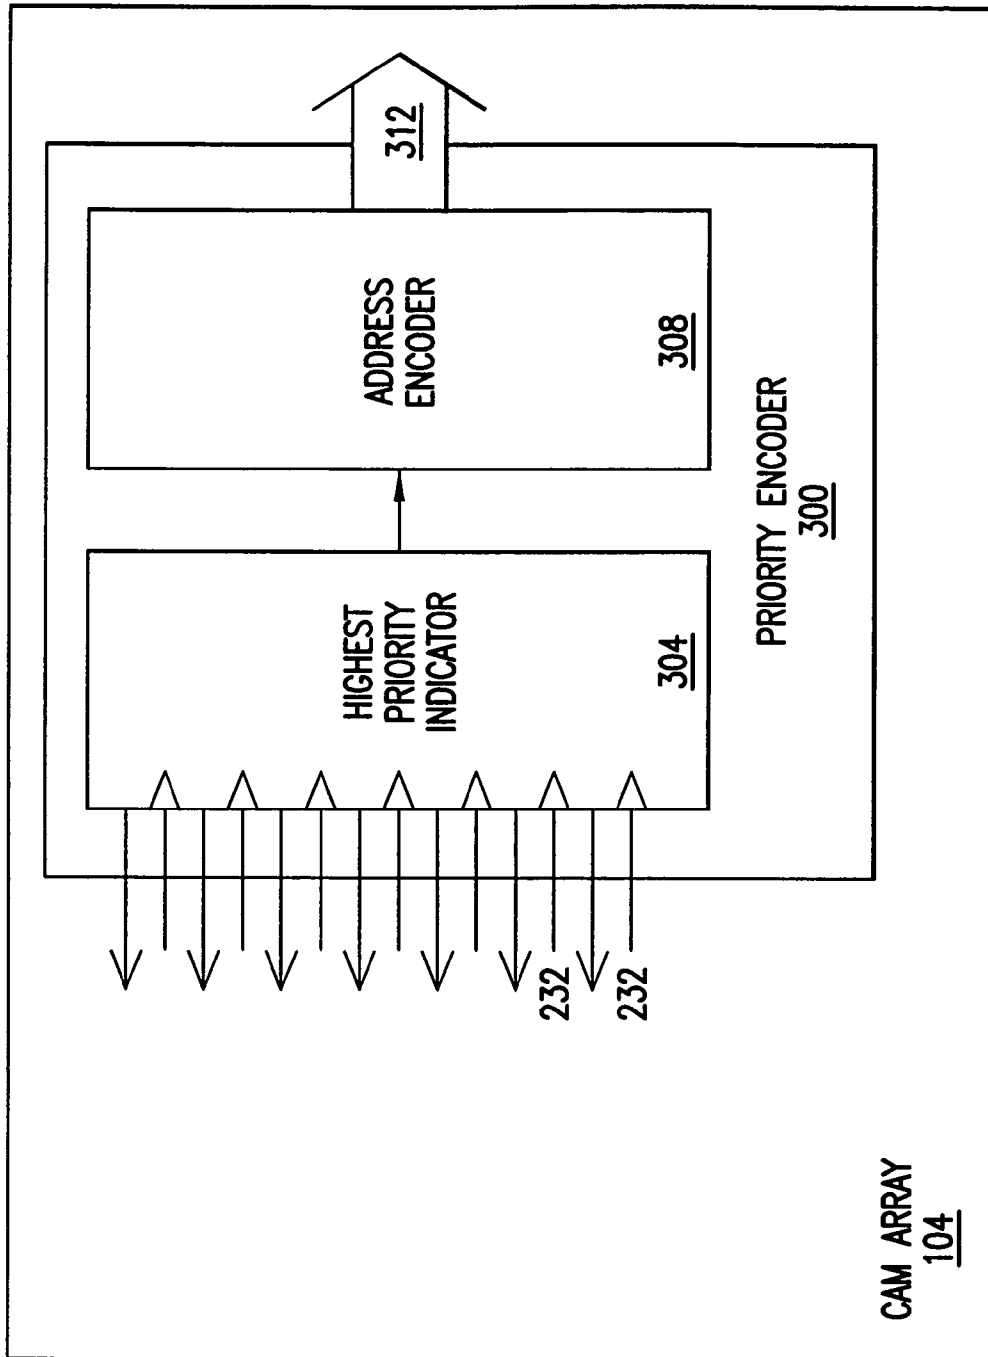 312
ADDRESS
ENCODER
308
HIGHEST
PRIORITY
INDICATOR
304
PRIORITY ENCODER
300
232
232
CAM ARRAY
104